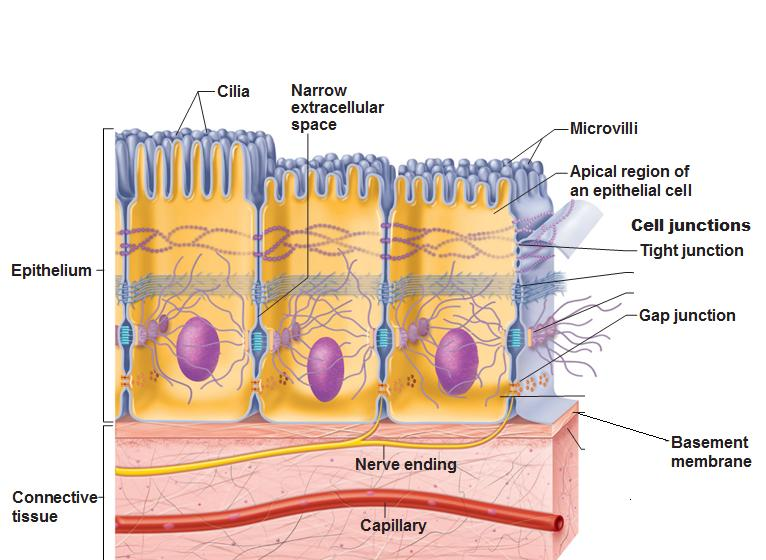 Cilia
Narrow
extracellular
space
Microvilli
Apical region of
an epithelial cell
Cell junctions
Tight junction
Epithelium
Gap junction
Basement
membrane
Nerve ending
Connective
tissue
Capillary